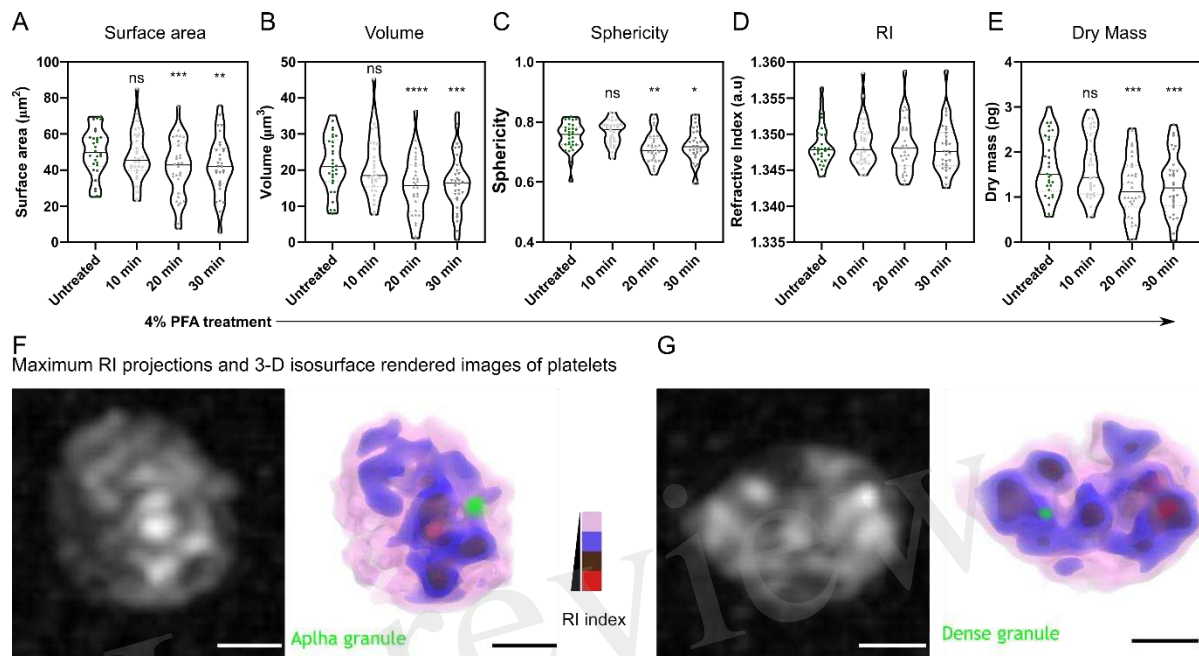 A Surface area
B Volume
C Sphericity
D RI
E Dry Mass
Surface area (µm²)
100
80
60
40
20
0
ns *** **
Untreated 10 min 20 min 30 min
Volume (µm³)
50
40
30
20
10
0
ns **** ***
Untreated 10 min 20 min 30 min
Sphericity
1.0
0.8
0.6
0.4
ns ** *
Untreated 10 min 20 min 30 min
Refractive Index (a.u)
1.360
1.355
1.350
1.345
1.340
1.335
Untreated 10 min 20 min 30 min
Dry mass (pg)
4
3
2
1
0
ns *** ***
Untreated 10 min 20 min 30 min
4% PFA treatment
F G
Maximum RI projections and 3-D isosurface rendered images of platelets
Aplha granule
RI index
Dense granule
review